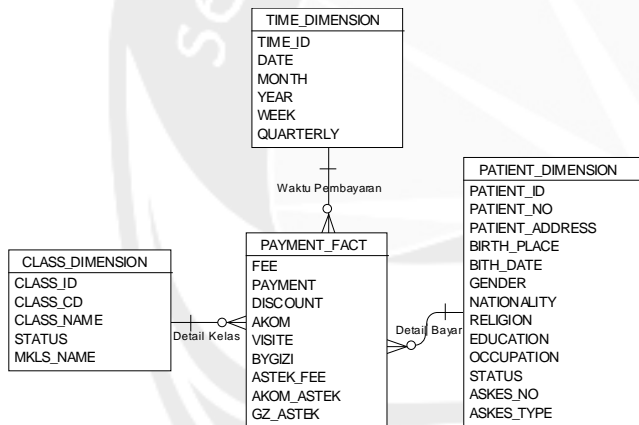 se
TIME_DIMENSION
TIME_ID
DATE
MONTH
YEAR
WEEK
QUARTERLY
Waktu Pembayaran
PATIENT_DIMENSION
PATIENT_ID
PATIENT_NO
PATIENT_ADDRESS
BIRTH_PLACE
BITH_DATE
GENDER
NATIONALITY
RELIGION
EDUCATION
OCCUPATION
STATUS
ASKES_NO
ASKES_TYPE
PAYMENT_FACT
FEE
PAYMENT
DISCOUNT
AKOM
VISITE
BYGIZI
ASTEK_FEE
AKOM_ASTEK
GZ_ASTEK
CLASS_DIMENSION
CLASS_ID
CLASS_CD
CLASS_NAME
STATUS
MKLS_NAME
Detail Kelas
Detail Bayar